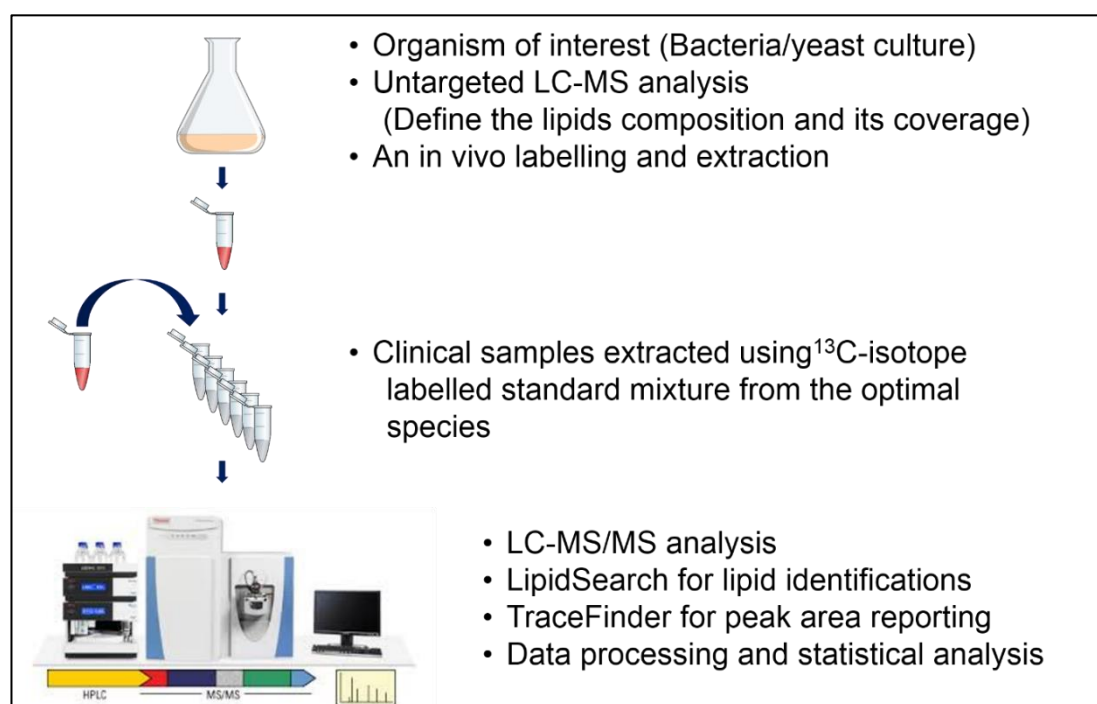 • Organism of interest (Bacteria/yeast culture)
• Untargeted LC-MS analysis
(Define the lipids composition and its coverage)
• An in vivo labelling and extraction
• Clinical samples extracted using¹³C-isotope
labelled standard mixture from the optimal
species
• LC-MS/MS analysis
• LipidSearch for lipid identifications
• TraceFinder for peak area reporting
• Data processing and statistical analysis
HPLC
MS/MS